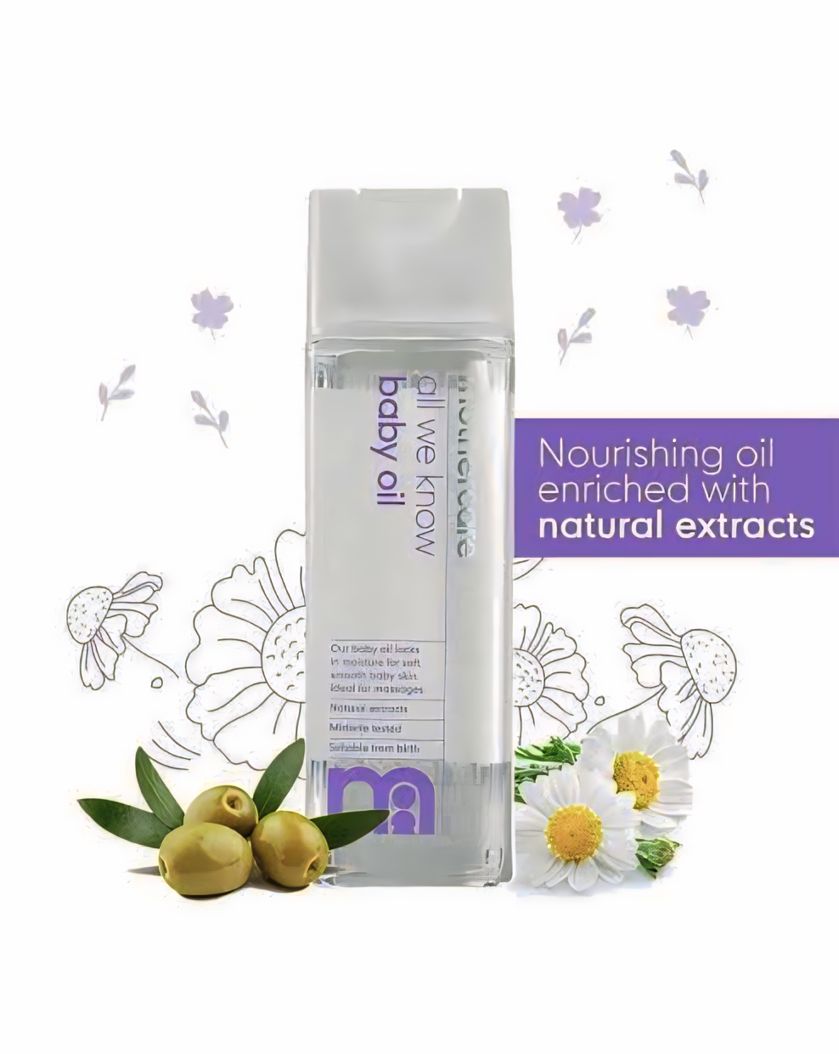 mothercare
all we know
baby oil
Nourishing oil
enriched with
natural extracts
Our baby oil locks
in moisture for soft
smooth baby skin.
Ideal for massages
Natural extracts
Midwife tested
Suitable from birth
m